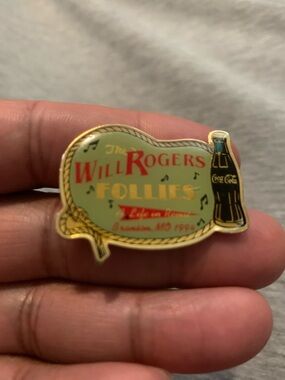 The
WILL ROGERS
FOLLIES
A Life in Revue
Branson, MO 1994
Coca-Cola